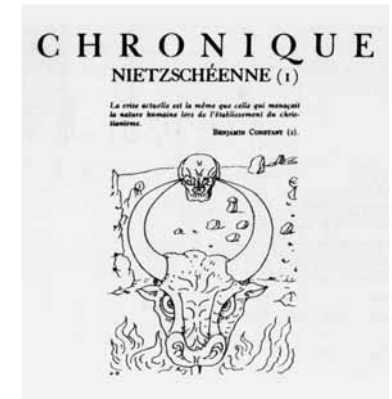 CHRONIQUE
NIETZSCHÉENNE (1)
La crise actuelle est la même que celle qui menaçait
la nature humaine lors de l'établissement du chris-
tianisme.
BENJAMIN CONSTANT (2).